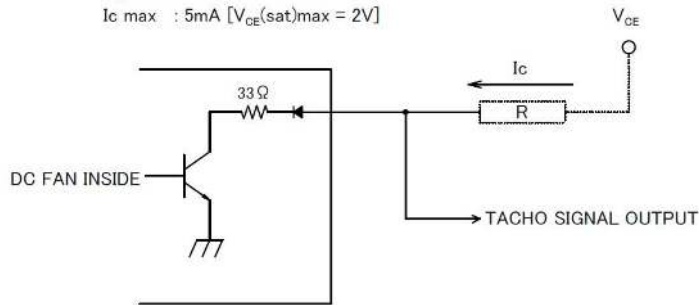 Ic max : 5mA [VCE(sat)max = 2V]
VCE
Ic
33Ω
R
DC FAN INSIDE
TACHO SIGNAL OUTPUT